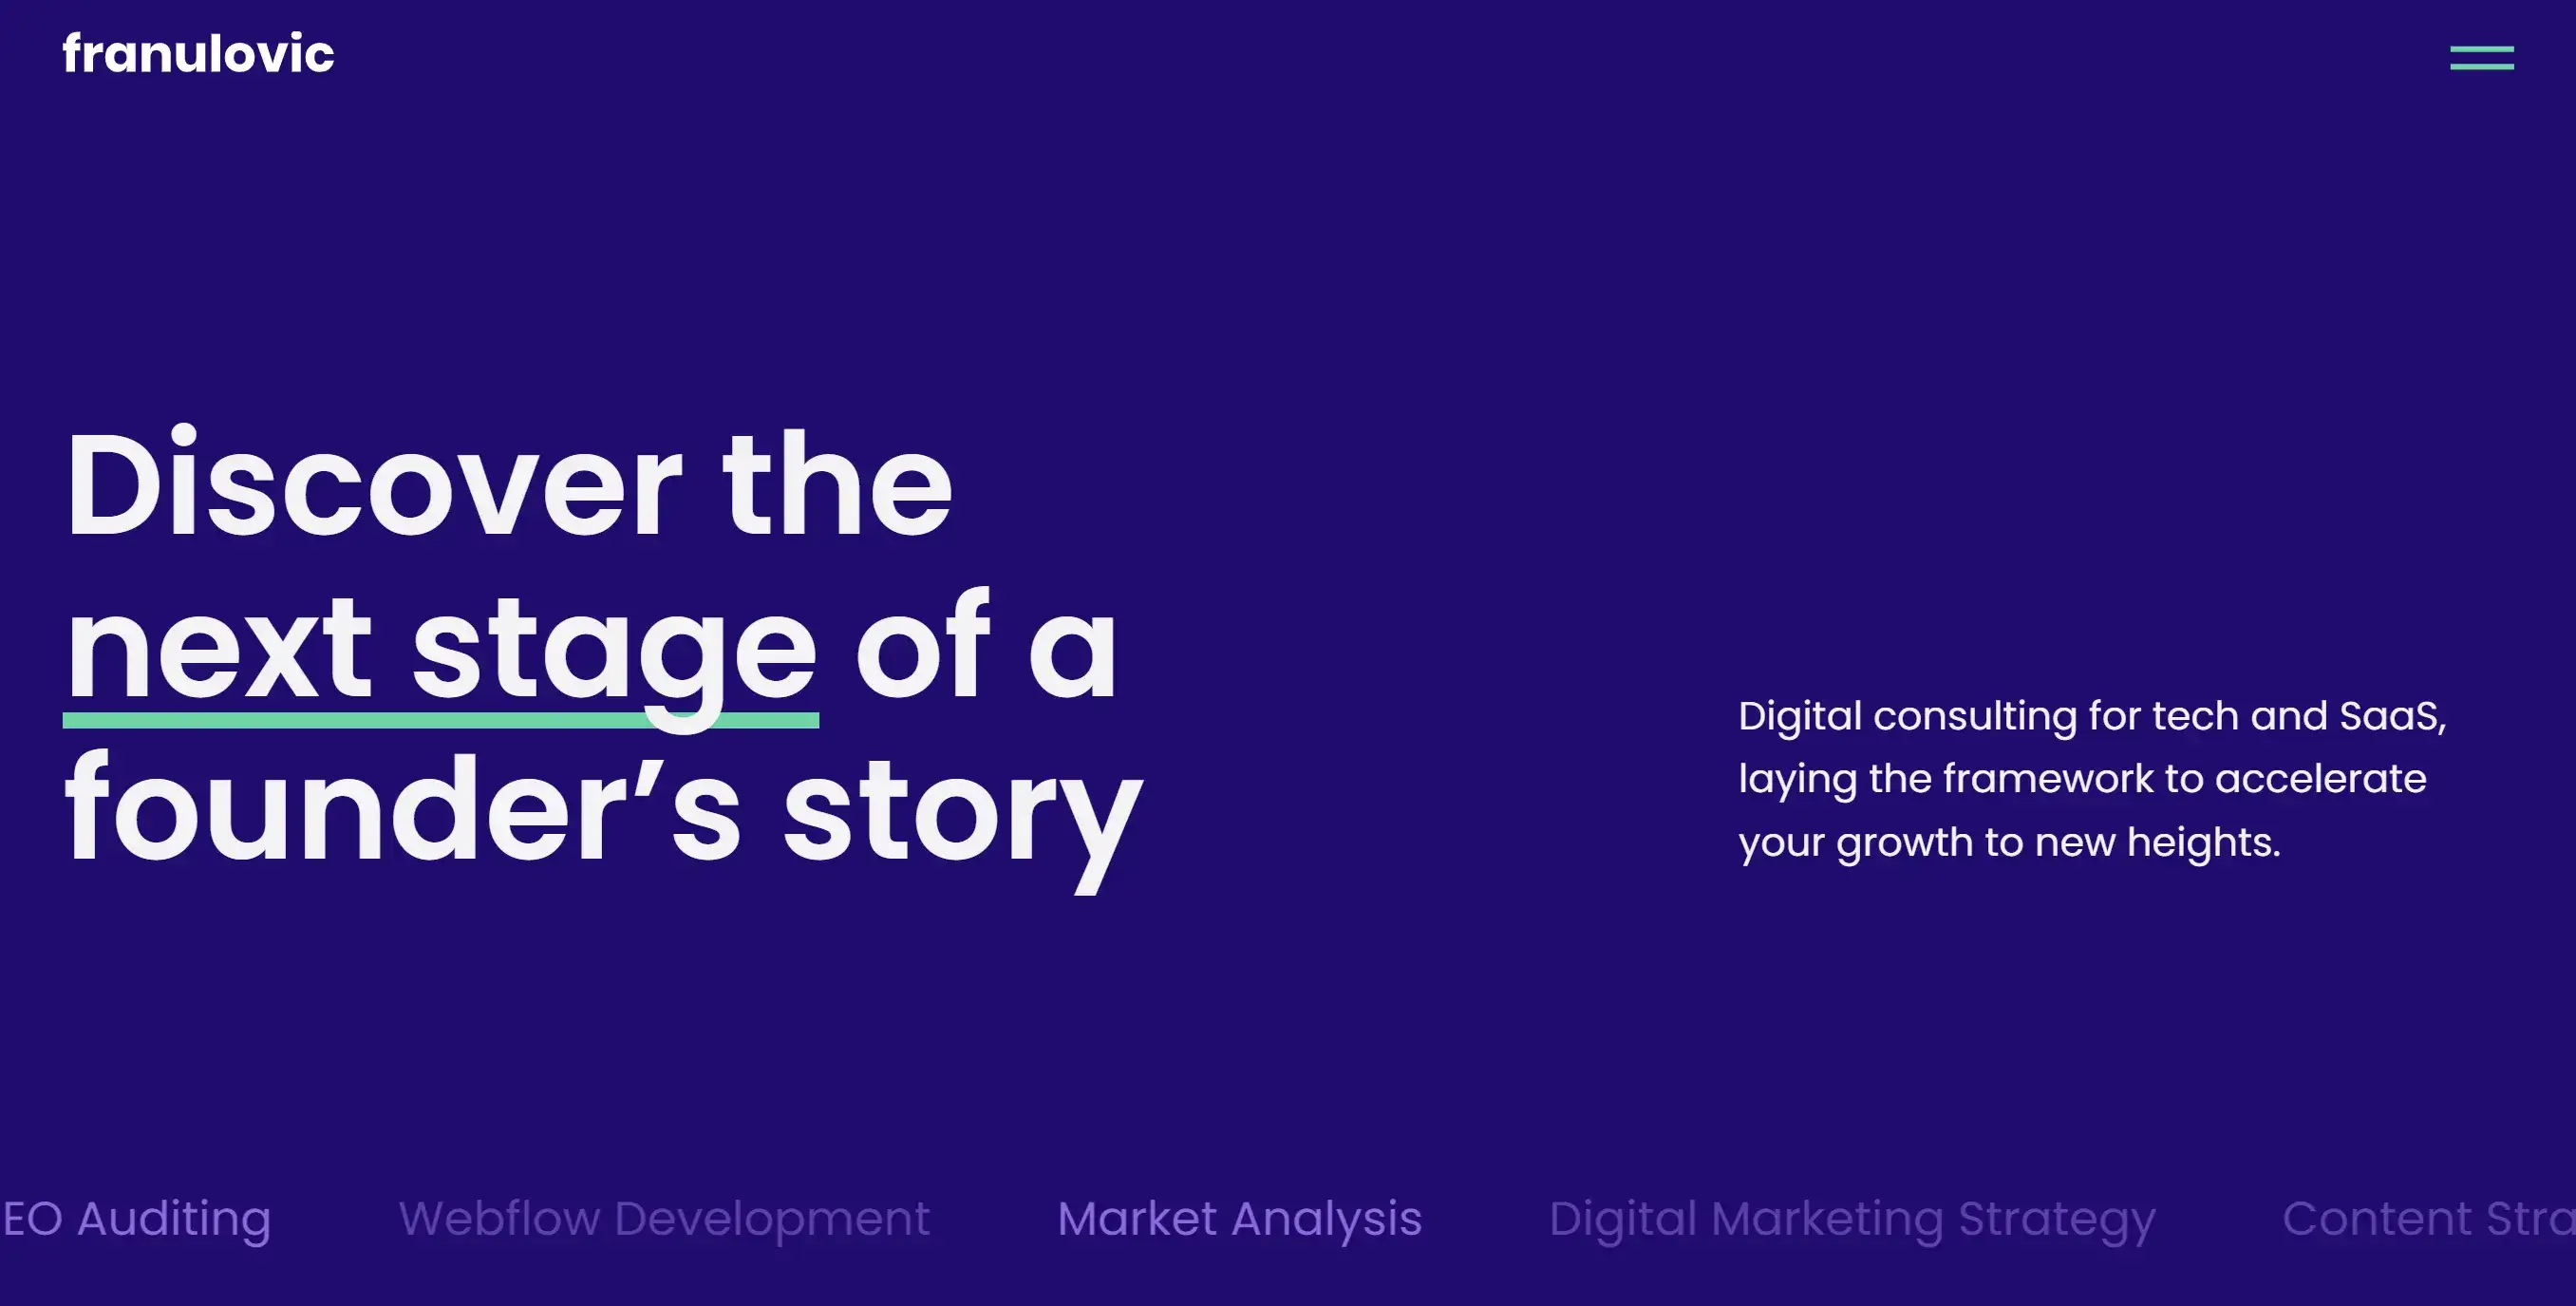 franulovic
Discover the
next stage of a
founder’s story
Digital consulting for tech and SaaS,
laying the framework to accelerate
your growth to new heights.
EO Auditing Webflow Development Market Analysis Digital Marketing Strategy Content Stra